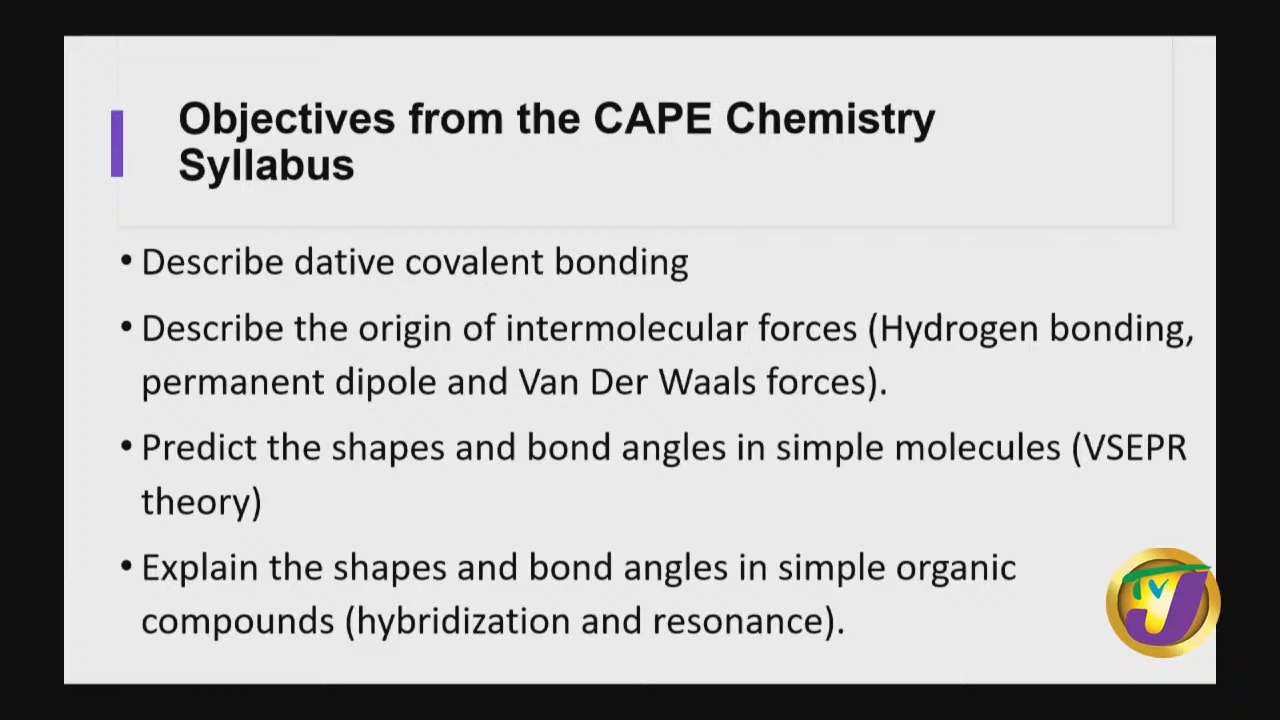 Objectives from the CAPE Chemistry
Syllabus
• Describe dative covalent bonding
• Describe the origin of intermolecular forces (Hydrogen bonding,
permanent dipole and Van Der Waals forces).
• Predict the shapes and bond angles in simple molecules (VSEPR
theory)
• Explain the shapes and bond angles in simple organic
compounds (hybridization and resonance).
TVJ